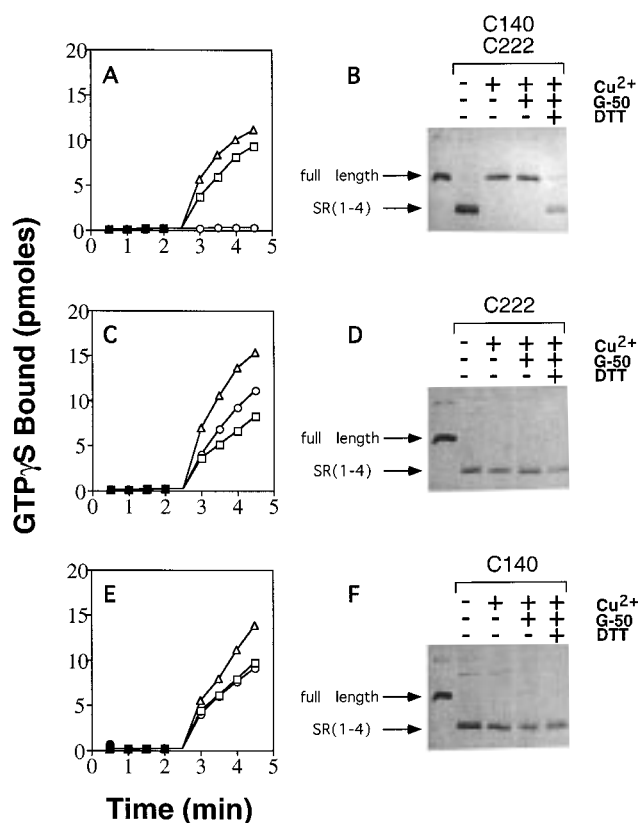 GTPγS Bound (pmoles)
Time (min)
A
20
15
10
5
0
0 1 2 3 4 5
B
C140
C222
- + + + Cu2+
- - + + G-50
- - - + DTT
full length
SR(1-4)
C
20
15
10
5
0
0 1 2 3 4 5
D
C222
- + + + Cu2+
- - + + G-50
- - - + DTT
full length
SR(1-4)
E
20
15
10
5
0
0 1 2 3 4 5
F
C140
- + + + Cu2+
- - + + G-50
- - - + DTT
full length
SR(1-4)